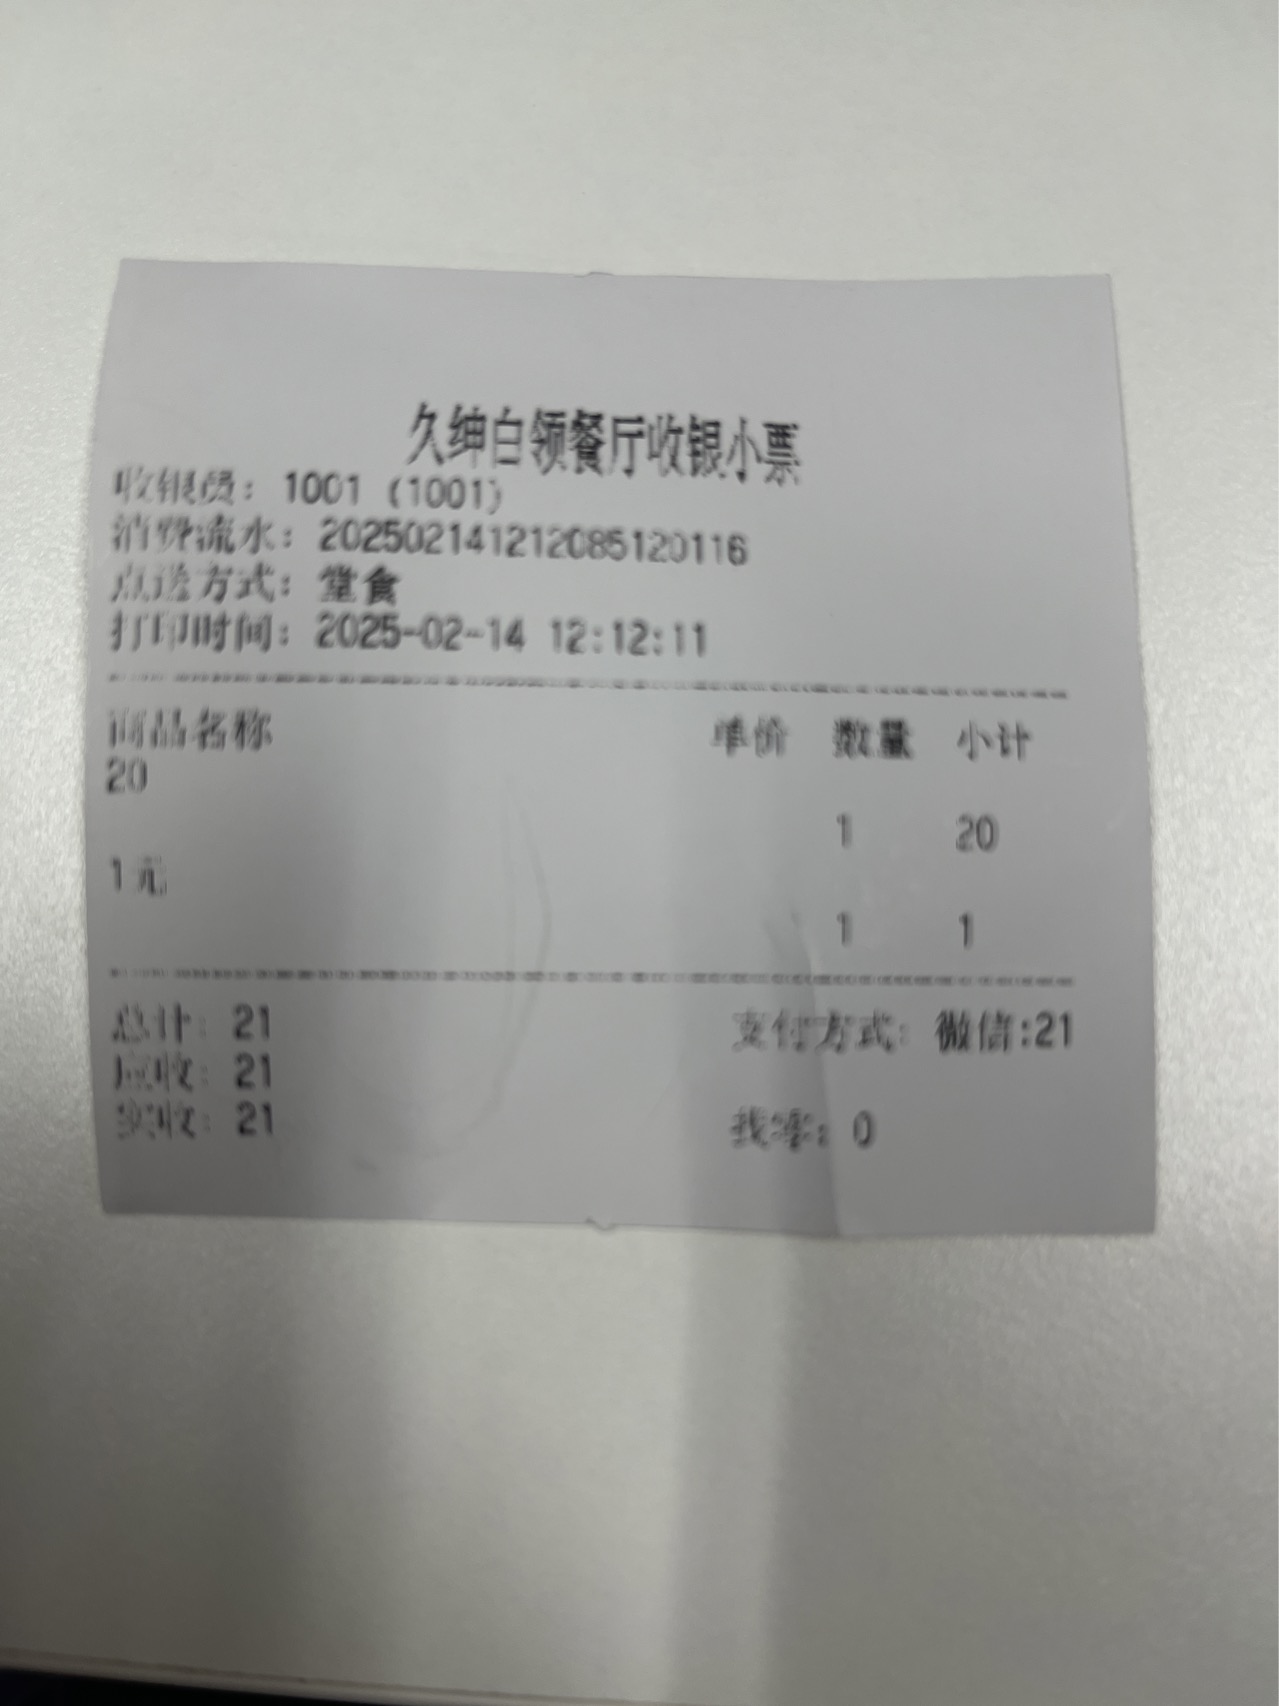 久绅白领餐厅收银小票
收银员：1001 (1001)
消费流水：2025021412120851​20116
点送方式：堂食
打印时间：2025-02-14 12:12:11
商品名称 单价 数量 小计
20
1 20
1元
1 1
总计：21 支付方式：微信:21
应收：21
实收：21 找零：0